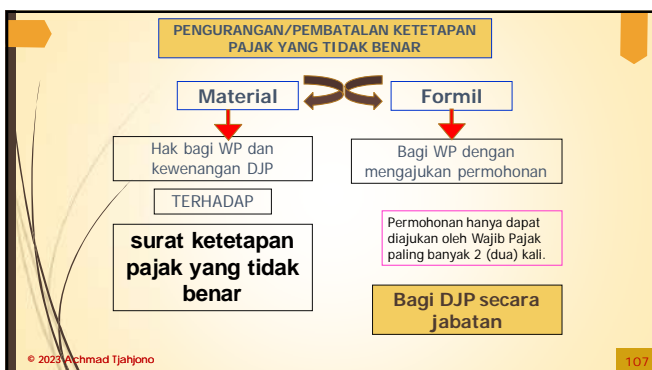 PENGURANGAN/PEMBATALAN KETETAPAN
PAJAK YANG TIDAK BENAR
Material
Formil
Hak bagi WP dan
kewenangan DJP
Bagi WP dengan
mengajukan permohonan
TERHADAP
surat ketetapan
pajak yang tidak
benar
Permohonan hanya dapat
diajukan oleh Wajib Pajak
paling banyak 2 (dua) kali.
Bagi DJP secara
jabatan
© 2023 Achmad Tjahjono
107